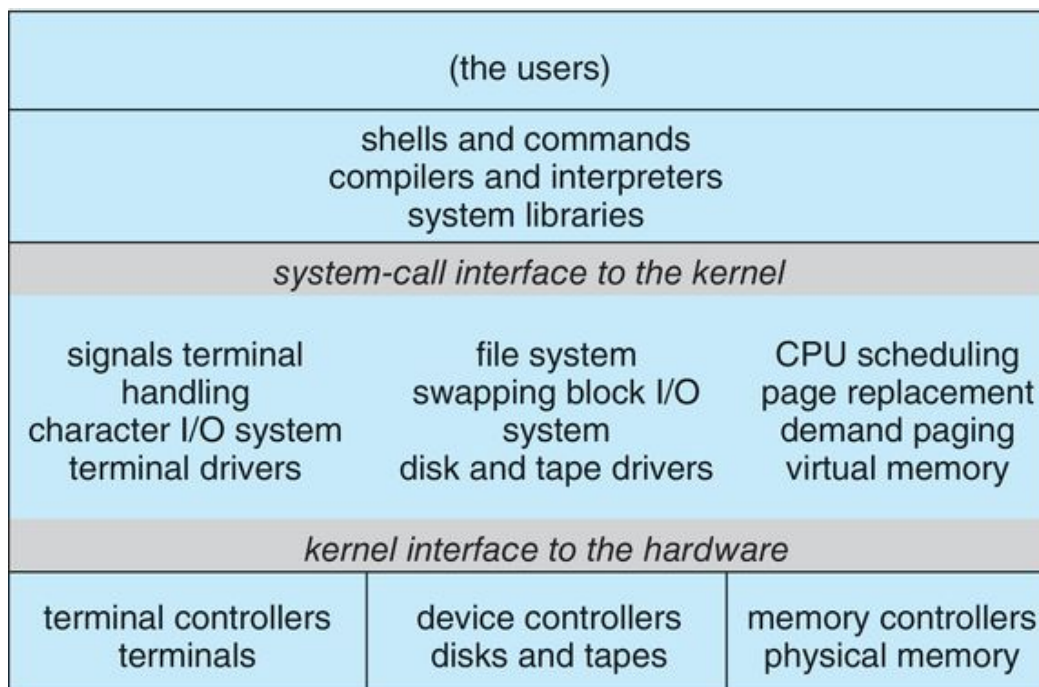 (the users)
shells and commands
compilers and interpreters
system libraries
system-call interface to the kernel
signals terminal
handling
character I/O system
terminal drivers
file system
swapping block I/O
system
disk and tape drivers
CPU scheduling
page replacement
demand paging
virtual memory
kernel interface to the hardware
terminal controllers
terminals
device controllers
disks and tapes
memory controllers
physical memory